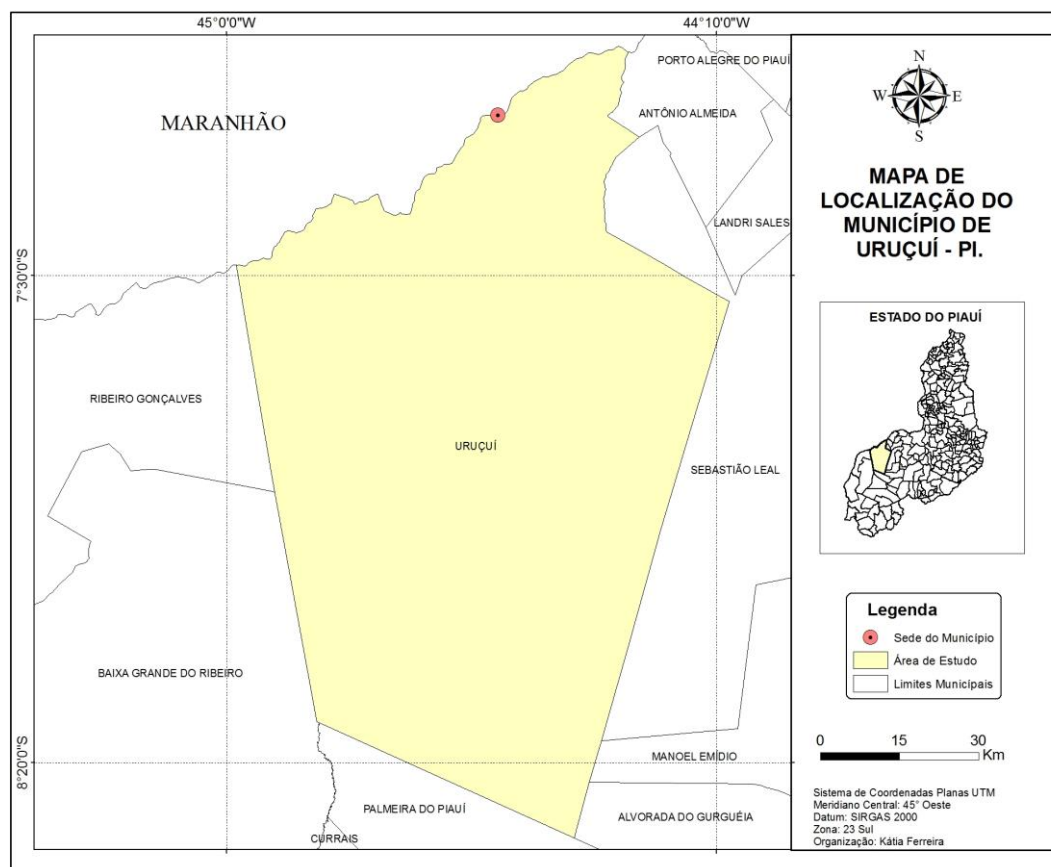 45°0'0"W
44°10'0"W
PORTO ALEGRE DO PIAUÍ
MARANHÃO
ANTÔNIO ALMEIDA
LANDRI SALES
7°30'0"S
RIBEIRO GONÇALVES
URUÇUÍ
SEBASTIÃO LEAL
BAIXA GRANDE DO RIBEIRO
8°20'0"S
MANOEL EMÍDIO
PALMEIRA DO PIAUÍ
ALVORADA DO GURGUÉIA
CURRAIS
N
W
E
S
MAPA DE
LOCALIZAÇÃO DO
MUNICÍPIO DE
URUÇUÍ - PI.
ESTADO DO PIAUÍ
Legenda
Sede do Município
Área de Estudo
Limites Municípais
0 15 30
Km
Sistema de Coordenadas Planas UTM
Meridiano Central: 45° Oeste
Datum: SIRGAS 2000
Zona: 23 Sul
Organização: Kátia Ferreira